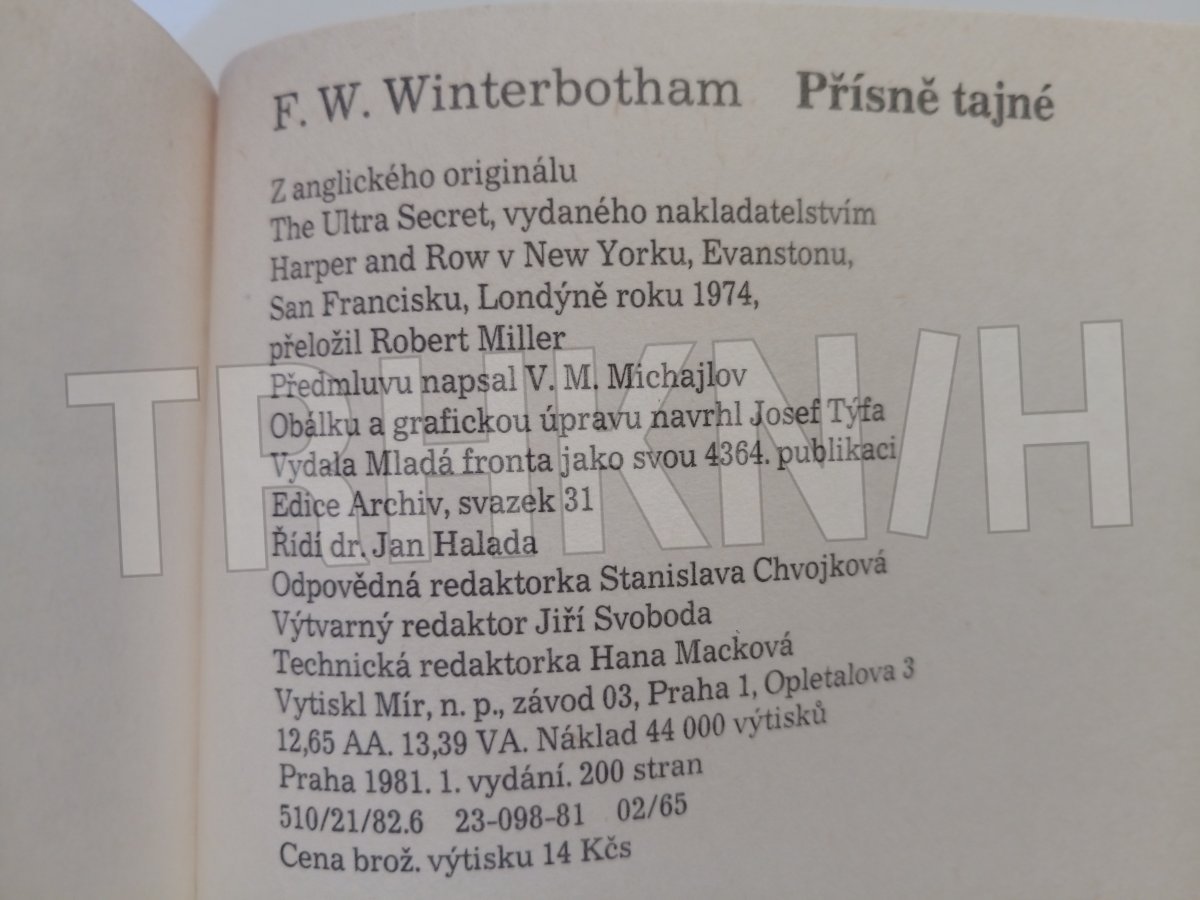 F. W. Winterbotham Přísně tajné
Z anglického originálu
The Ultra Secret, vydaného nakladatelstvím
Harper and Row v New Yorku, Evanstonu,
San Francisku, Londýně roku 1974,
přeložil Robert Miller
Předmluvu napsal V. M. Michajlov
Obálku a grafickou úpravu navrhl Josef Týfa
Vydala Mladá fronta jako svou 4364. publikaci
Edice Archiv, svazek 31
Řídí dr. Jan Halada
Odpovědná redaktorka Stanislava Chvojková
Výtvarný redaktor Jiří Svoboda
Technická redaktorka Hana Macková
Vytiskl Mír, n. p., závod 03, Praha 1, Opletalova 3
12,65 AA. 13,39 VA. Náklad 44 000 výtisků
Praha 1981. 1. vydání. 200 stran
510/21/82.6 23-098-81 02/65
Cena brož. výtisku 14 Kčs
TRHKN/H